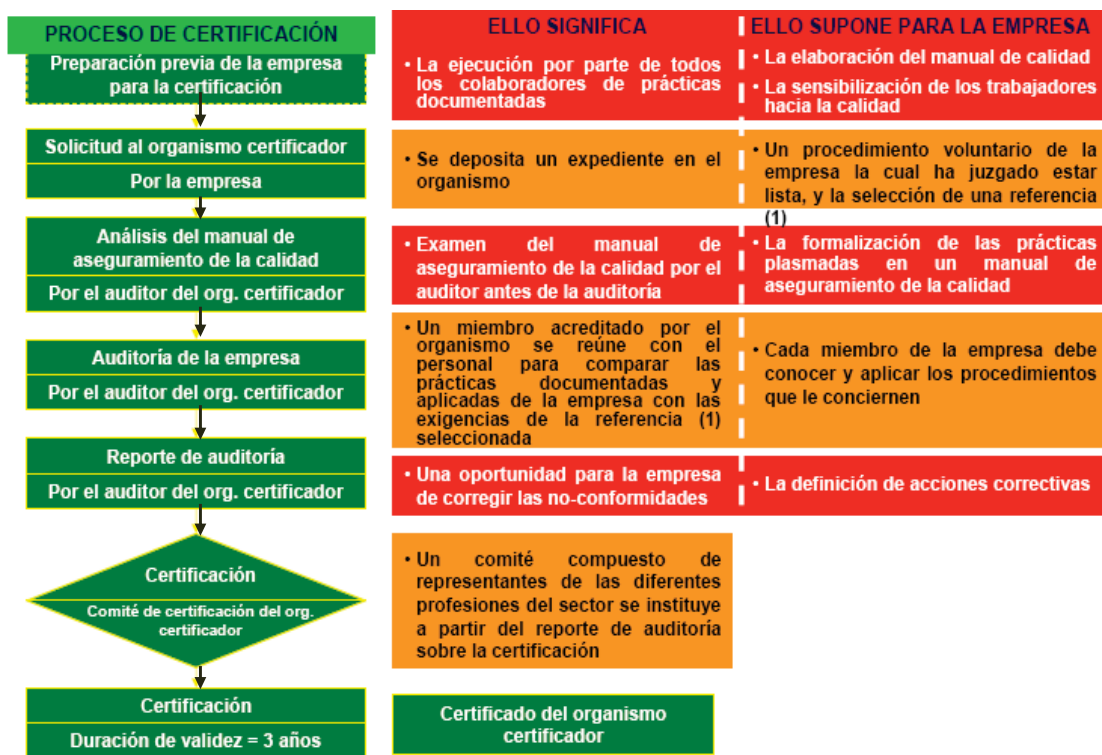 PROCESO DE CERTIFICACIÓN
ELLO SIGNIFICA
ELLO SUPONE PARA LA EMPRESA
Preparación previa de la empresa
para la certificación
• La ejecución por parte de todos
los colaboradores de prácticas
documentadas
• La elaboración del manual de calidad
• La sensibilización de los trabajadores
hacia la calidad
Solicitud al organismo certificador
Por la empresa
• Se deposita un expediente en el
organismo
• Un procedimiento voluntario de la
empresa la cual ha juzgado estar
lista, y la selección de una referencia
(1)
Análisis del manual de
aseguramiento de la calidad
Por el auditor del org. certificador
• Examen del manual de
aseguramiento de la calidad por el
auditor antes de la auditoría
• La formalización de las prácticas
plasmadas en un manual de
aseguramiento de la calidad
Auditoría de la empresa
Por el auditor del org. certificador
• Un miembro acreditado por el
organismo se reúne con el
personal para comparar las
prácticas documentadas y
aplicadas de la empresa con las
exigencias de la referencia (1)
seleccionada
• Cada miembro de la empresa debe
conocer y aplicar los procedimientos
que le conciernen
Reporte de auditoría
Por el auditor del org. certificador
• Una oportunidad para la empresa
de corregir las no-conformidades
• La definición de acciones correctivas
Certificación
Comité de certificación del org.
certificador
• Un comité compuesto de
representantes de las diferentes
profesiones del sector se instituye
a partir del reporte de auditoría
sobre la certificación
Certificación
Duración de validez = 3 años
Certificado del organismo
certificador